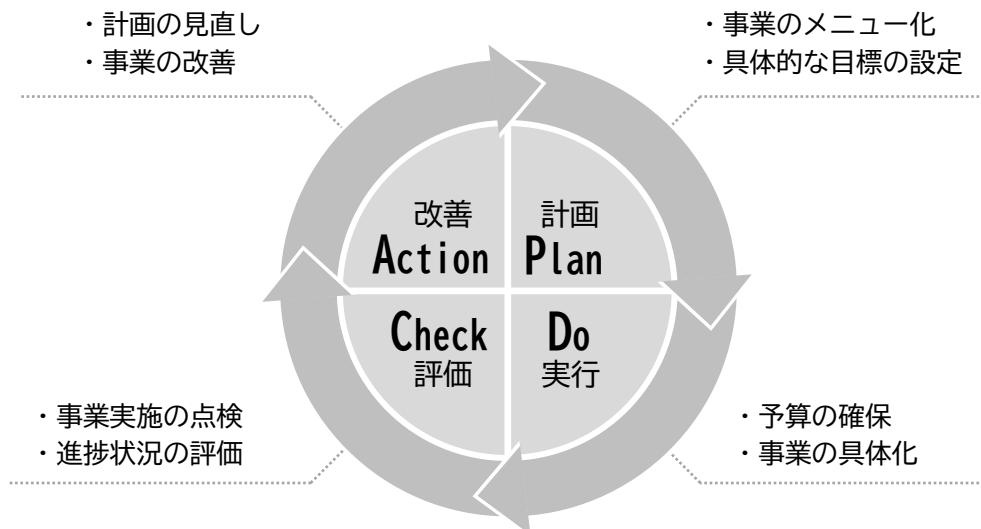 ・計画の見直し
・事業の改善
・事業のメニュー化
・具体的な目標の設定
改善
Action
計画
Plan
Check
評価
Do
実行
・事業実施の点検
・進捗状況の評価
・予算の確保
・事業の具体化